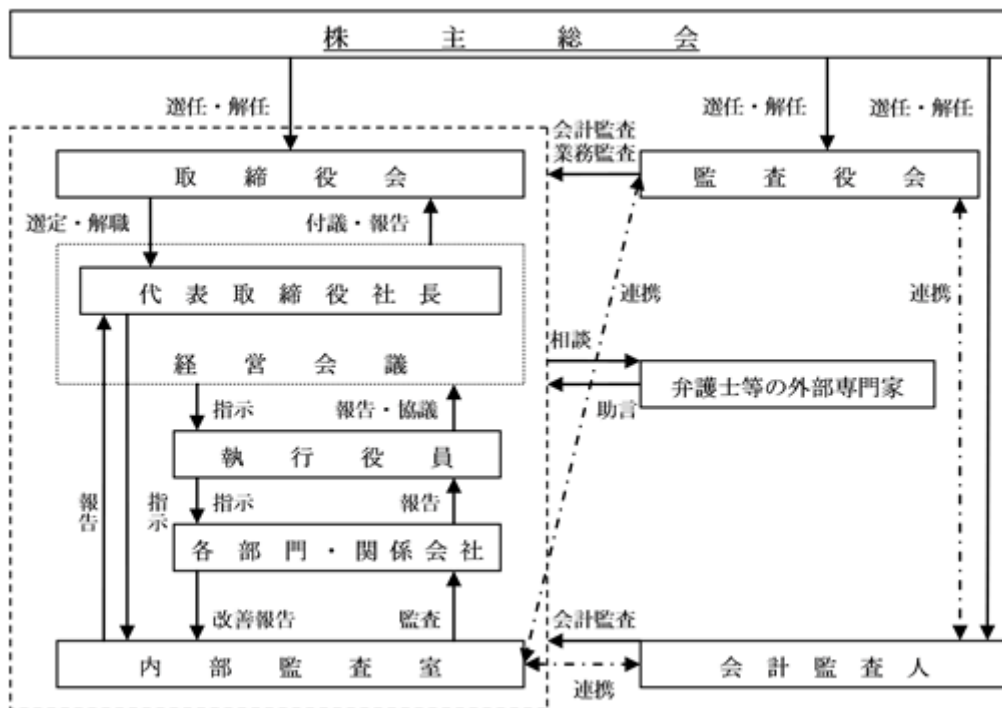 株主総会
選任・解任
選任・解任
選任・解任
会計監査
業務監査
取締役会
監査役会
選定・解職
付議・報告
代表取締役社長
連携
連携
経営会議
相談
弁護士等の外部専門家
助言
指示
報告・協議
執行役員
報告
指示
指示
報告
各部門・関係会社
改善報告
監査
会計監査
内部監査室
会計監査人
連携